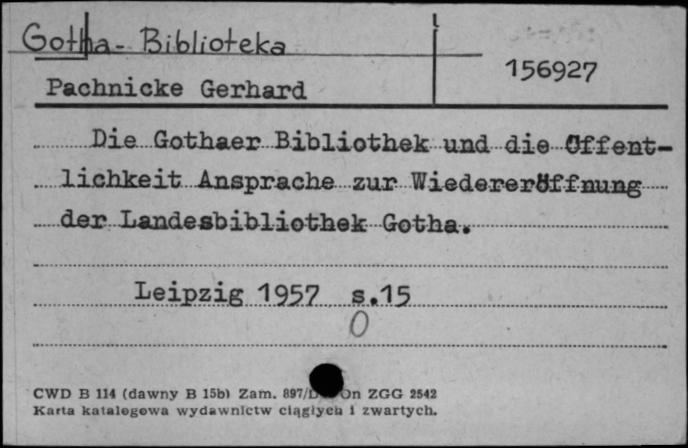 Gotha- Biblioteka
156927
Pachnicke Gerhard
Die Gothaer Bibliothek und die Öffent-
lichkeit Ansprache zur Wiedereröffnung
der Landesbibliothek Gotha.
Leipzig 1957 s.15
0
CWD B 114 (dawny B 15b) Zam. 897/ On ZGG 2542
Karta katalogowa wydawnictw ciągłych i zwartych.